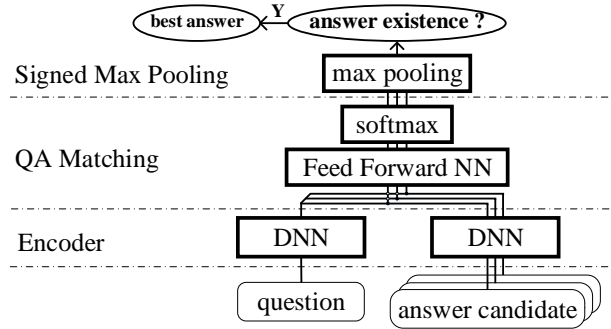 best answer
Y
answer existence ?
Signed Max Pooling
max pooling
softmax
QA Matching
Feed Forward NN
Encoder
DNN
DNN
question
answer candidate